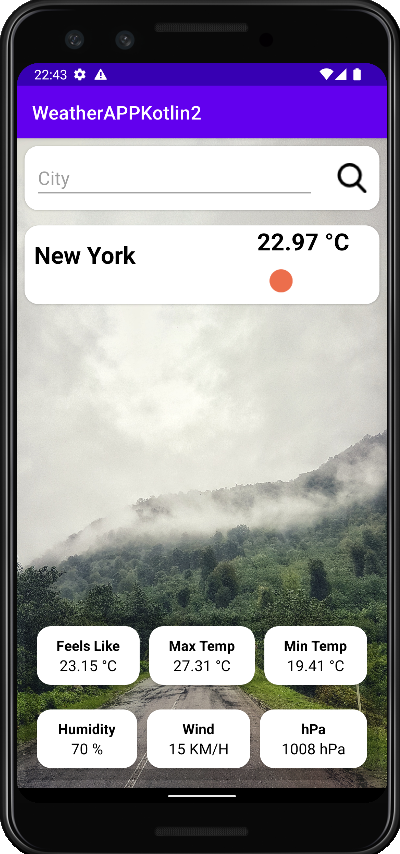 22:43
WeatherAPPKotlin2
City
New York
22.97 °C
Feels Like
23.15 °C
Max Temp
27.31 °C
Min Temp
19.41 °C
Humidity
70 %
Wind
15 KM/H
hPa
1008 hPa